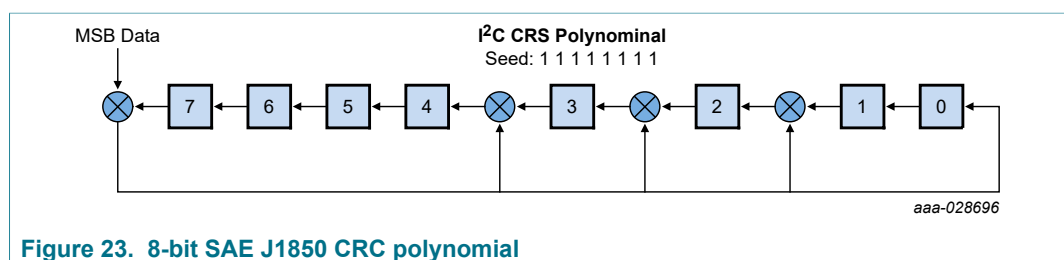 MSB Data
I²C CRS Polynominal
Seed: 1 1 1 1 1 1 1 1
7 6 5 4 3 2 1 0
aaa-028696
Figure 23. 8-bit SAE J1850 CRC polynomial